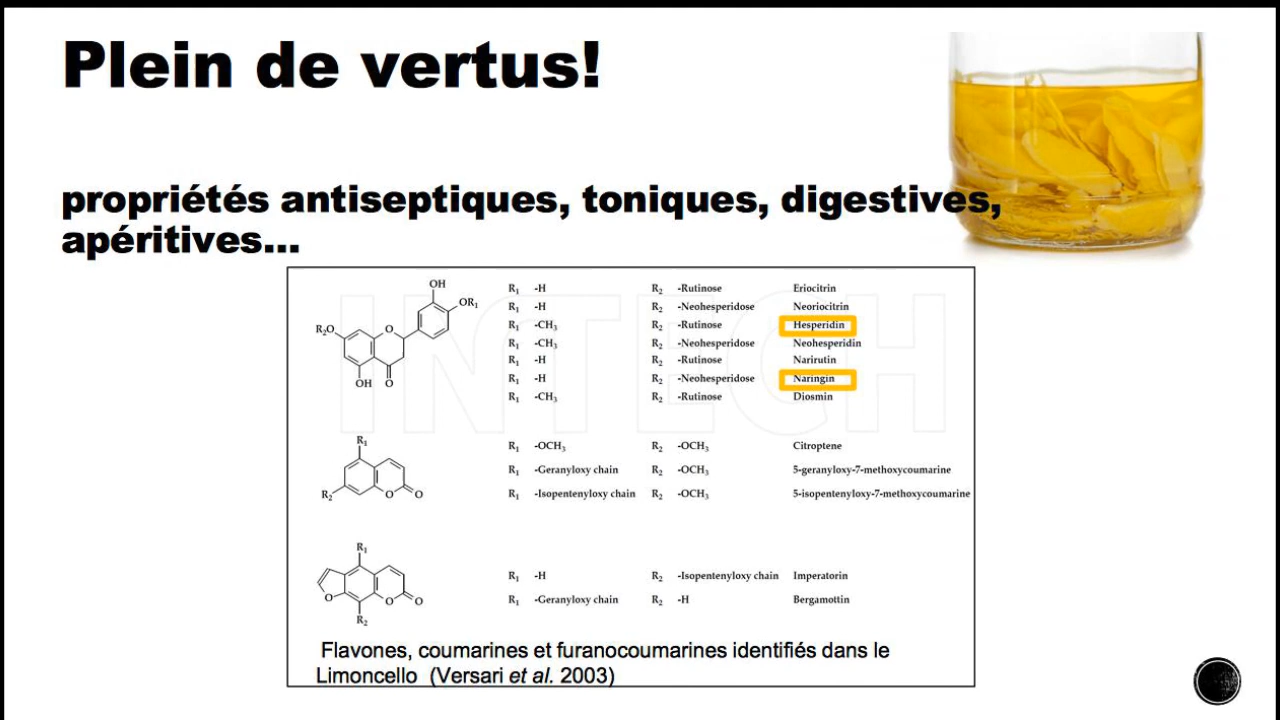 Plein de vertus!
propriétés antiseptiques, toniques, digestives,
apéritives...
INTECH
OH
OR₁
R₂O
O
OH O
R₁ -H R₂ -Rutinose Eriocitrin
R₁ -H R₂ -Neohesperidose Neoriocitrin
R₁ -CH₃ R₂ -Rutinose Hesperidin
R₁ -CH₃ R₂ -Neohesperidose Neohesperidin
R₁ -H R₂ -Rutinose Narirutin
R₁ -H R₂ -Neohesperidose Naringin
R₁ -CH₃ R₂ -Rutinose Diosmin
R₁
R₂ O O
R₁ -OCH₃ R₂ -OCH₃ Citroptene
R₁ -Geranyloxy chain R₂ -OCH₃ 5-geranyloxy-7-methoxycoumarine
R₁ -Isopentenyloxy chain R₂ -OCH₃ 5-isopentenyloxy-7-methoxycoumarine
R₁
O O O
R₂
R₁ -H R₂ -Isopentenyloxy chain Imperatorin
R₁ -Geranyloxy chain R₂ -H Bergamottin
Flavones, coumarines et furanocoumarines identifiés dans le
Limoncello (Versari et al. 2003)